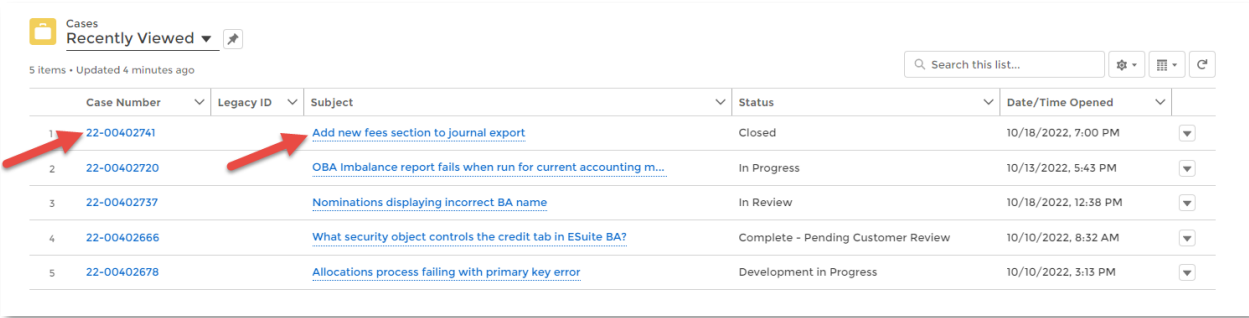 Cases
Recently Viewed
5 items • Updated 4 minutes ago
Search this list...
Case Number Legacy ID Subject Status Date/Time Opened
1 22-00402741 Add new fees section to journal export Closed 10/18/2022, 7:00 PM
2 22-00402720 OBA Imbalance report fails when run for current accounting m... In Progress 10/13/2022, 5:43 PM
3 22-00402737 Nominations displaying incorrect BA name In Review 10/18/2022, 12:38 PM
4 22-00402666 What security object controls the credit tab in ESuite BA? Complete - Pending Customer Review 10/10/2022, 8:32 AM
5 22-00402678 Allocations process failing with primary key error Development in Progress 10/10/2022, 3:13 PM